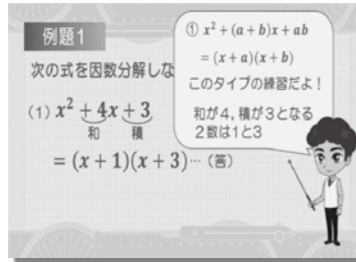 例題1
次の式を因数分解しな
(1) x² + 4x + 3
和 積
= (x + 1)(x + 3)… (答)
① x² + (a + b)x + ab
= (x + a)(x + b)
このタイプの練習だよ！
和が4，積が3となる
2数は1と3